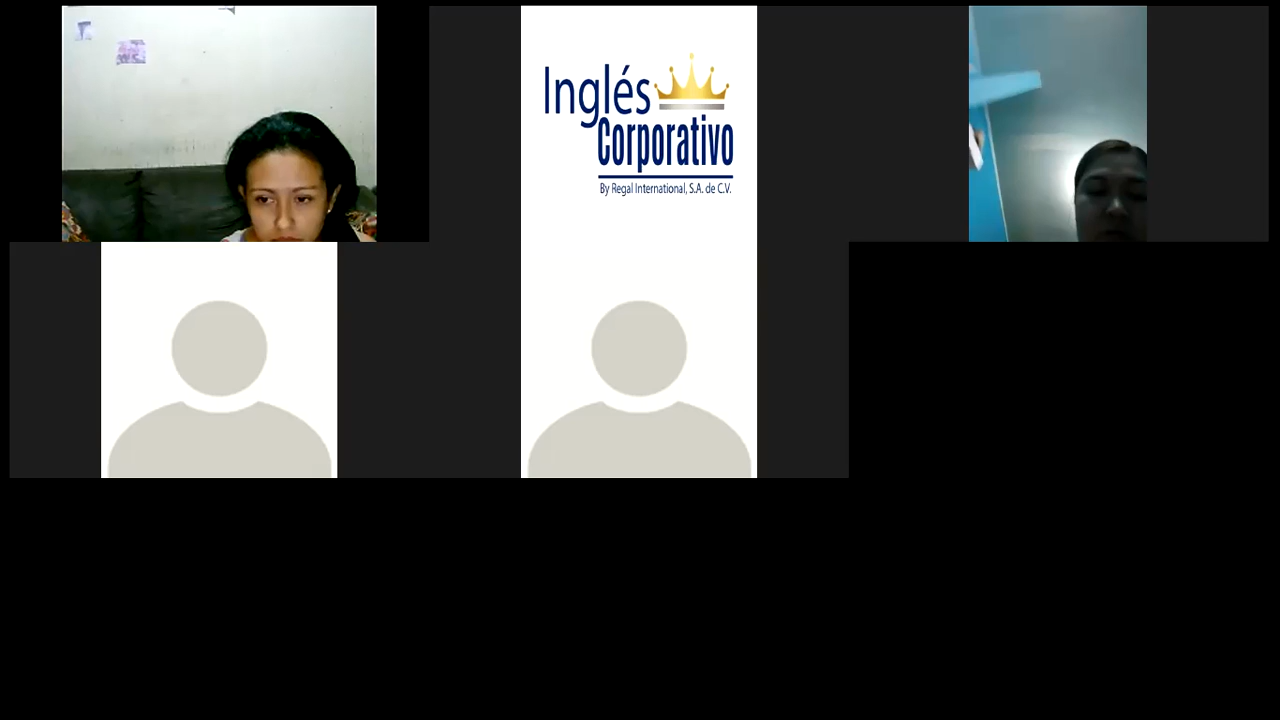 Inglés
Corporativo
By Regal International, S.A. de C.V.